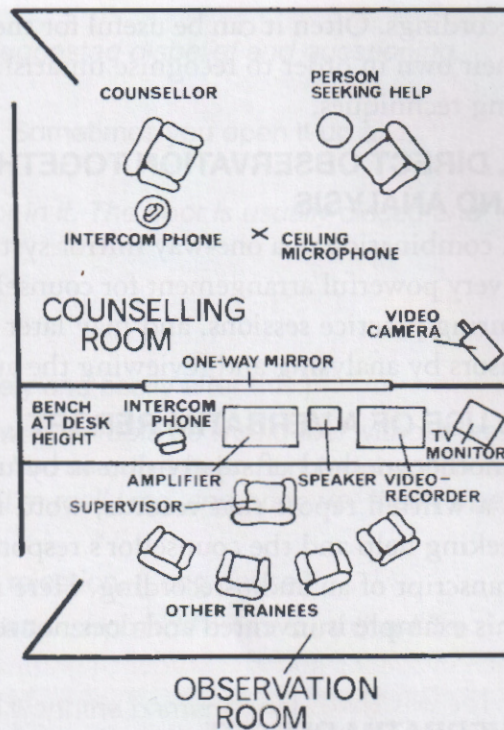 COUNSELLOR
PERSON
SEEKING HELP
INTERCOM PHONE
CEILING
MICROPHONE
COUNSELLING
ROOM
VIDEO
CAMERA
ONE-WAY MIRROR
BENCH
AT DESK
HEIGHT
INTERCOM
PHONE
TV
MONITOR
AMPLIFIER
SPEAKER
VIDEO-
RECORDER
SUPERVISOR
OTHER TRAINEES
OBSERVATION
ROOM